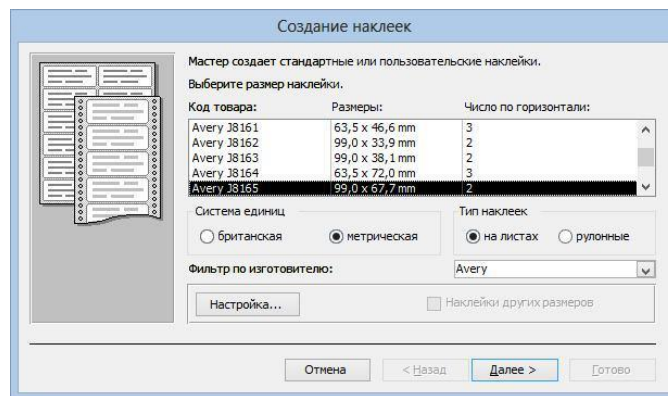 Создание наклеек
Мастер создает стандартные или пользовательские наклейки.
Выберите размер наклейки.
Код товара: Размеры: Число по горизонтали:
Avery J8161 63,5 x 46,6 mm 3
Avery J8162 99,0 x 33,9 mm 2
Avery J8163 99,0 x 38,1 mm 2
Avery J8164 63,5 x 72,0 mm 3
Avery J8165 99,0 x 67,7 mm 2
Система единиц Тип наклеек
британская метрическая на листах рулонные
Фильтр по изготовителю: Avery
Настройка... Наклейки других размеров
Отмена < Назад Далее > Готово